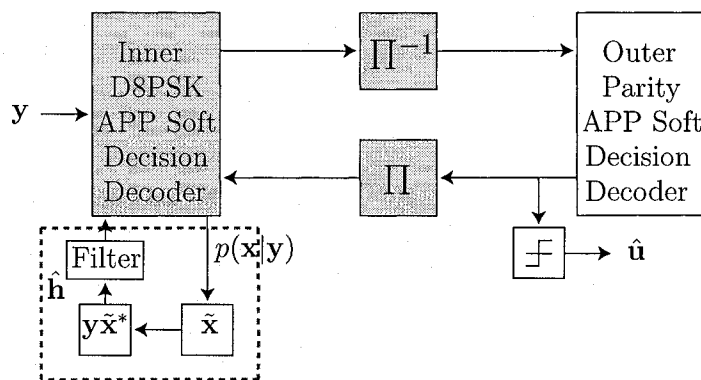 Inner
D8PSK
APP Soft
Decision
Decoder
∏⁻¹
Outer
Parity
APP Soft
Decision
Decoder
y
∏
p(x|y)
û
Filter
ĥ
yx̃*
x̃